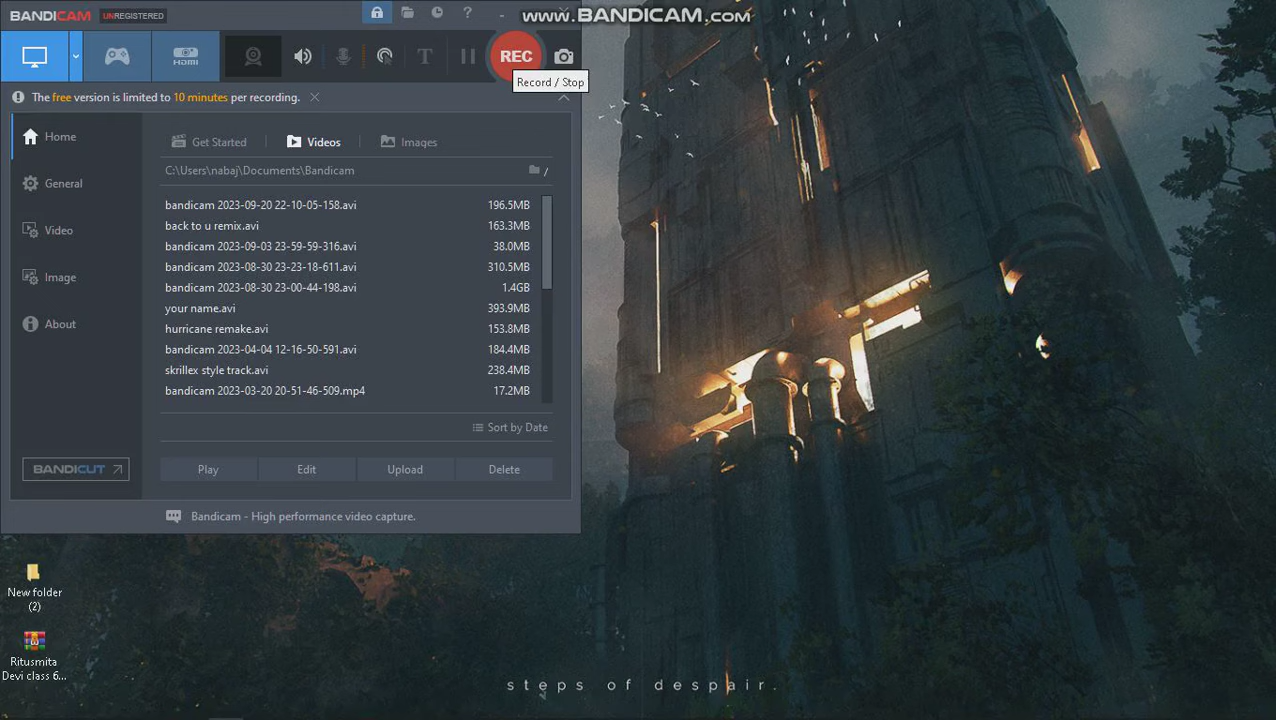 BANDICAM UNREGISTERED
www.BANDICAM.com
HDMI
T
REC
Record / Stop
The free version is limited to 10 minutes per recording.
Home
General
Video
Image
About
BANDICUT
Get Started
Videos
Images
C:\Users\nabaj\Documents\Bandicam
/
bandicam 2023-09-20 22-10-05-158.avi 196.5MB
back to u remix.avi 163.3MB
bandicam 2023-09-03 23-59-59-316.avi 38.0MB
bandicam 2023-08-30 23-23-18-611.avi 310.5MB
bandicam 2023-08-30 23-00-44-198.avi 1.4GB
your name.avi 393.9MB
hurricane remake.avi 153.8MB
bandicam 2023-04-04 12-16-50-591.avi 184.4MB
skrillex style track.avi 238.4MB
bandicam 2023-03-20 20-51-46-509.mp4 17.2MB
Sort by Date
Play Edit Upload Delete
Bandicam - High performance video capture.
New folder
(2)
Ritusmita
Devi class 6...
steps of despair.